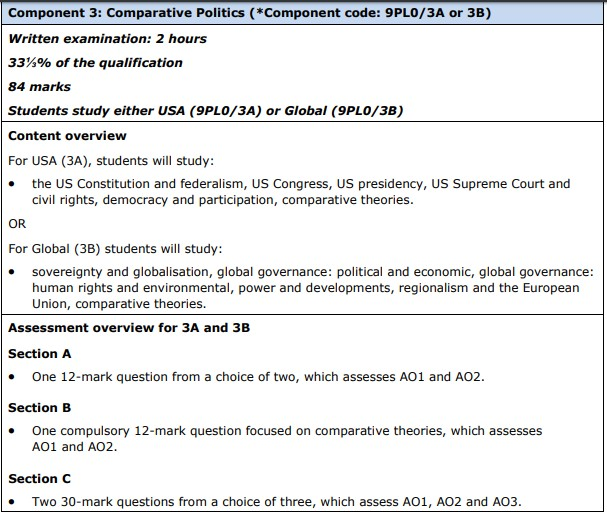 Component 3: Comparative Politics (*Component code: 9PL0/3A or 3B)
Written examination: 2 hours
33⅓% of the qualification
84 marks
Students study either USA (9PL0/3A) or Global (9PL0/3B)
Content overview
For USA (3A), students will study:
• the US Constitution and federalism, US Congress, US presidency, US Supreme Court and
civil rights, democracy and participation, comparative theories.
OR
For Global (3B) students will study:
• sovereignty and globalisation, global governance: political and economic, global governance:
human rights and environmental, power and developments, regionalism and the European
Union, comparative theories.
Assessment overview for 3A and 3B
Section A
• One 12-mark question from a choice of two, which assesses AO1 and AO2.
Section B
• One compulsory 12-mark question focused on comparative theories, which assesses
AO1 and AO2.
Section C
• Two 30-mark questions from a choice of three, which assess AO1, AO2 and AO3.